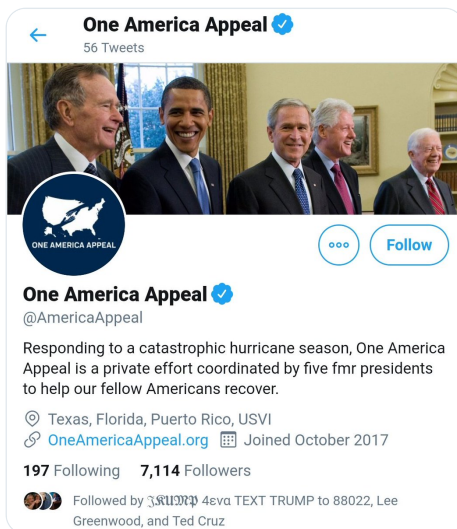 One America Appeal
56 Tweets
ONE AMERICA APPEAL
Follow
One America Appeal
@AmericaAppeal
Responding to a catastrophic hurricane season, One America
Appeal is a private effort coordinated by five fmr presidents
to help our fellow Americans recover.
Texas, Florida, Puerto Rico, USVI
OneAmericaAppeal.org Joined October 2017
197 Following 7,114 Followers
Followed by 4εvα TEXT TRUMP to 88022, Lee
Greenwood, and Ted Cruz